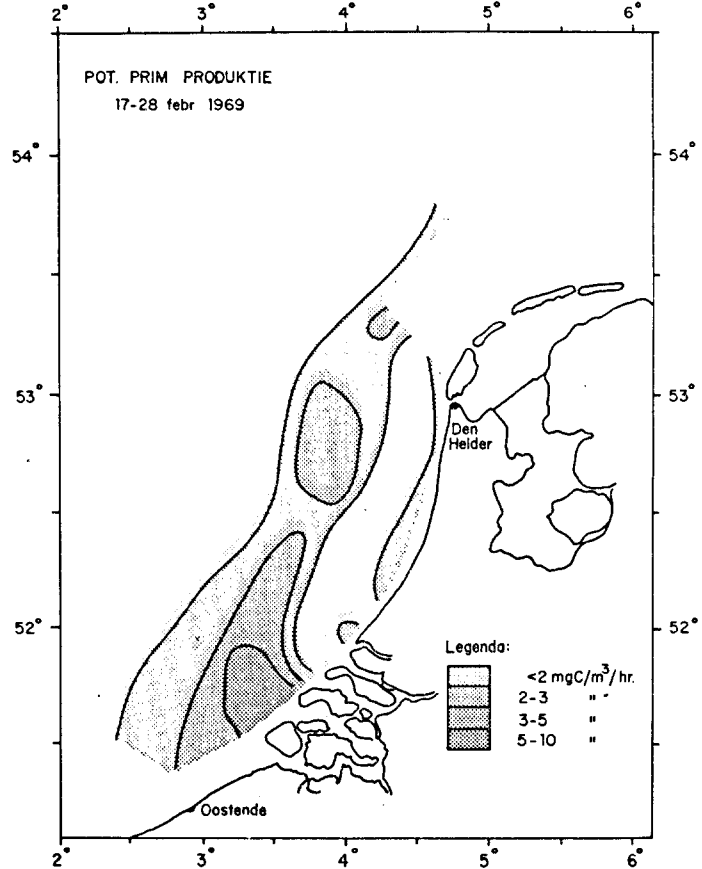 2° 3° 4° 5° 6°
POT. PRIM PRODUKTIE
17-28 febr 1969
54° 54°
53° 53°
Den
Helder
52° 52°
Legenda:
<2 mgC/m³/hr.
2-3 "
3-5 "
5-10 "
Oostende
2° 3° 4° 5° 6°